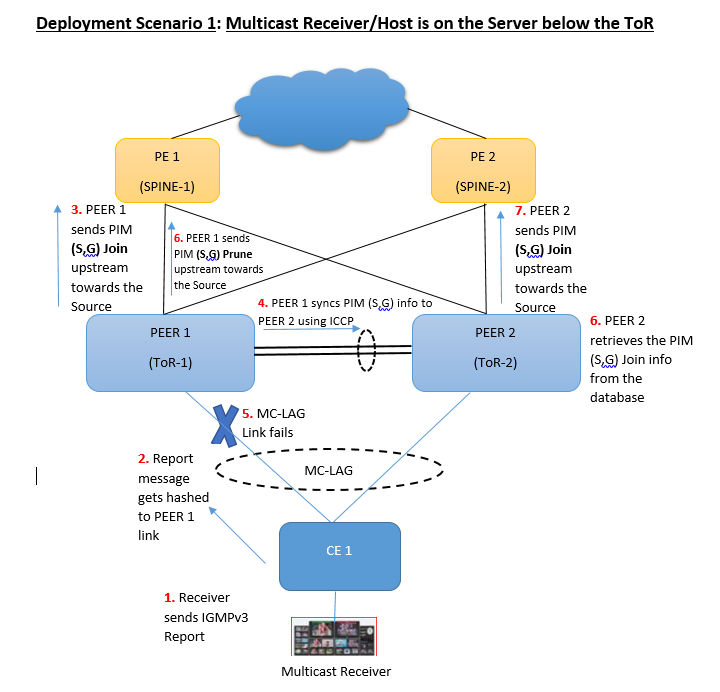 Deployment Scenario 1: Multicast Receiver/Host is on the Server below the ToR
PE 1
(SPINE-1)
PE 2
(SPINE-2)
3. PEER 1
sends PIM
(S,G) Join
upstream
towards the
Source
6. PEER 1 sends
PIM (S,G) Prune
upstream towards
the Source
7. PEER 2
sends PIM
(S,G) Join
upstream
towards the
Source
4. PEER 1 syncs PIM (S,G) info to
PEER 2 using ICCP
PEER 1
(ToR-1)
PEER 2
(ToR-2)
6. PEER 2
retrieves the PIM
(S,G) Join info
from the
database
5. MC-LAG
Link fails
2. Report
message
gets hashed
to PEER 1
link
MC-LAG
CE 1
1. Receiver
sends IGMPv3
Report
Multicast Receiver